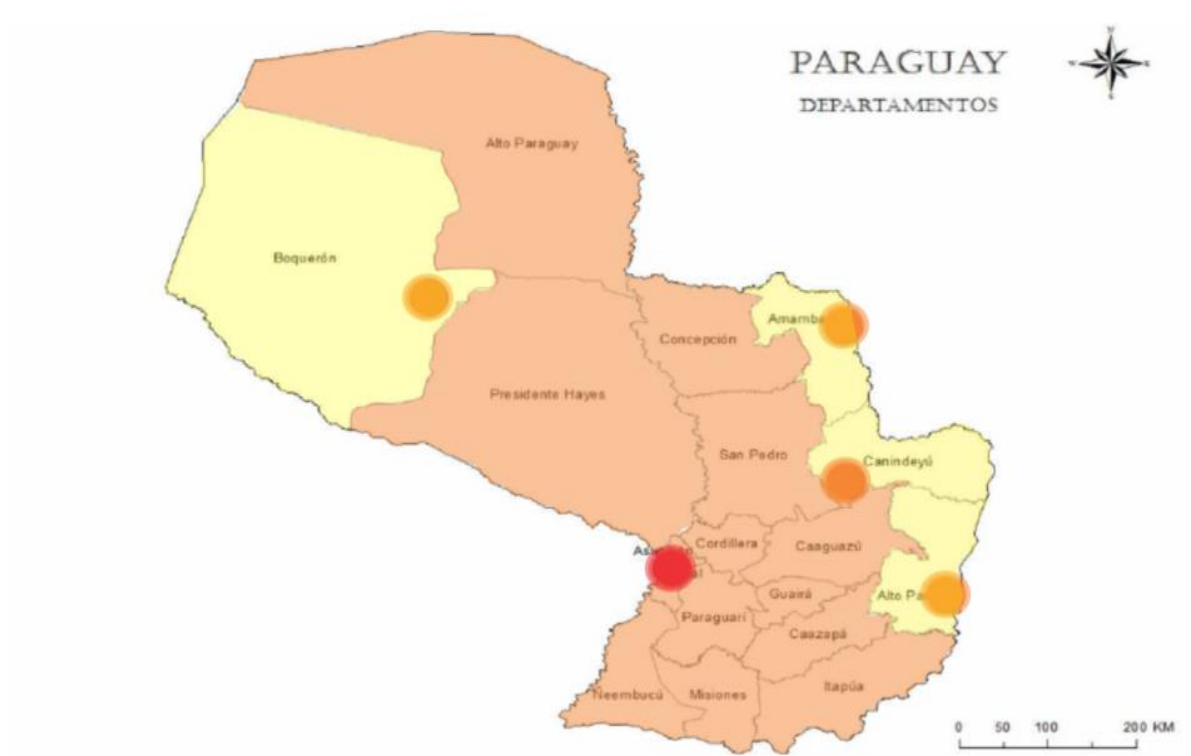 PARAGUAY
DEPARTAMENTOS
Alto Paraguay
Boquerón
Concepción
Presidente Hayes
San Pedro
Canindeyú
Cordillera
Caaguazú
Guairá
Paraguarí
Caazapá
Ñeembucú
Misiones
Itapúa
0 50 100 200 KM